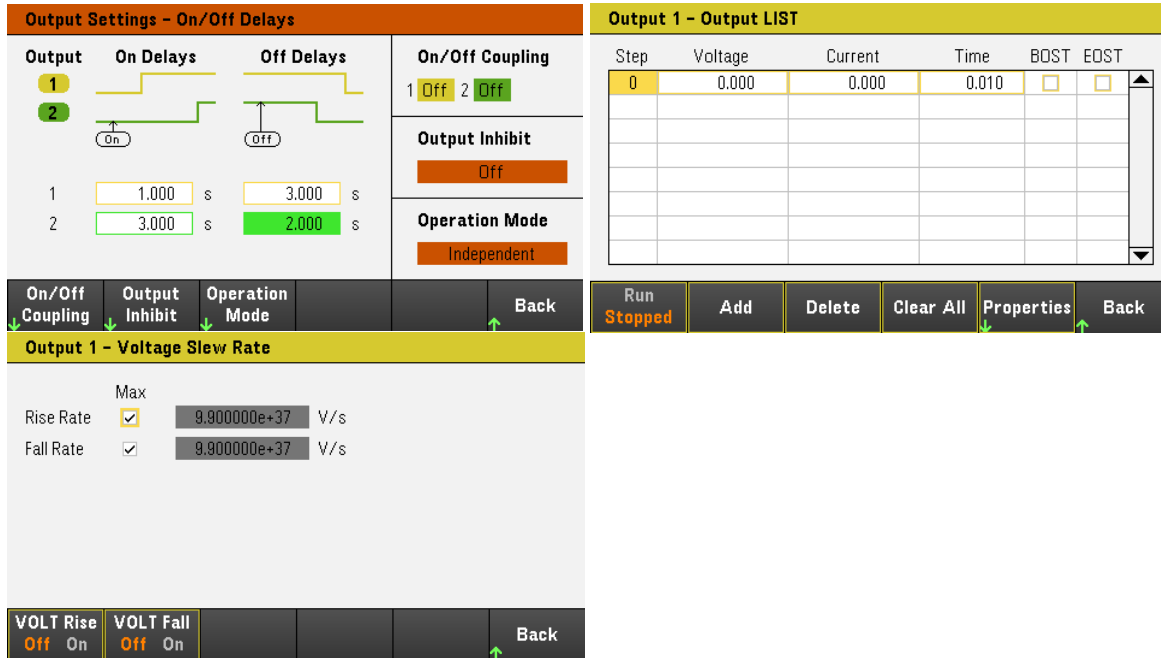 Output Settings - On/Off Delays
Output On Delays Off Delays On/Off Coupling
1 1 Off 2 Off
2
On Off Output Inhibit
Off
1 1.000 s 3.000 s
2 3.000 s 2.000 s Operation Mode
Independent
On/Off Coupling Output Inhibit Operation Mode Back
Output 1 - Output LIST
Step Voltage Current Time BOST EOST
0 0.000 0.000 0.010
Run Stopped Add Delete Clear All Properties Back
Output 1 - Voltage Slew Rate
Max
Rise Rate 9.900000e+37 V/s
Fall Rate 9.900000e+37 V/s
VOLT Rise VOLT Fall
Off On Off On Back